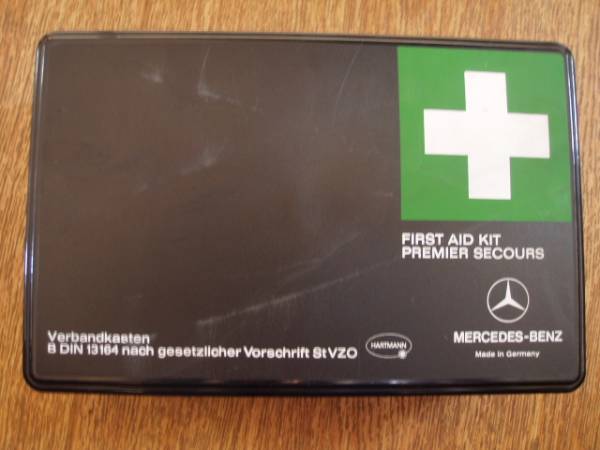 FIRST AID KIT
PREMIER SECOURS
MERCEDES-BENZ
Made in Germany
Verbandkasten
B DIN 13164 nach gesetzlicher Vorschrift StVZO
HARTMANN